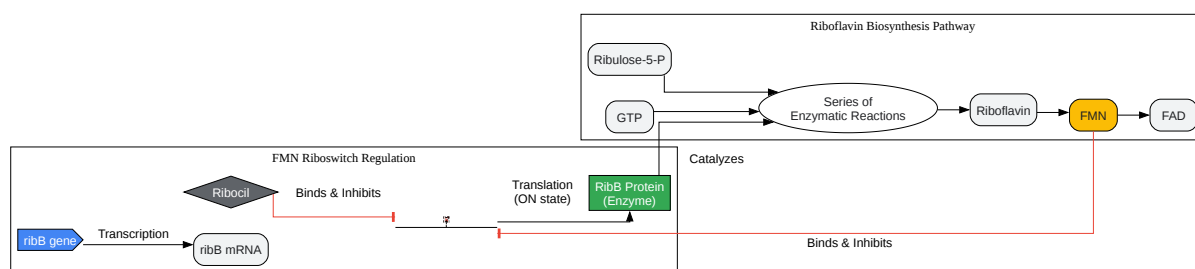 Riboflavin Biosynthesis Pathway
Ribulose-5-P
GTP
Series of
Enzymatic Reactions
Riboflavin
FMN
FAD
FMN Riboswitch Regulation
Catalyzes
Ribocil
Binds & Inhibits
Translation
(ON state)
RibB Protein
(Enzyme)
ribB gene
Transcription
ribB mRNA
Binds & Inhibits